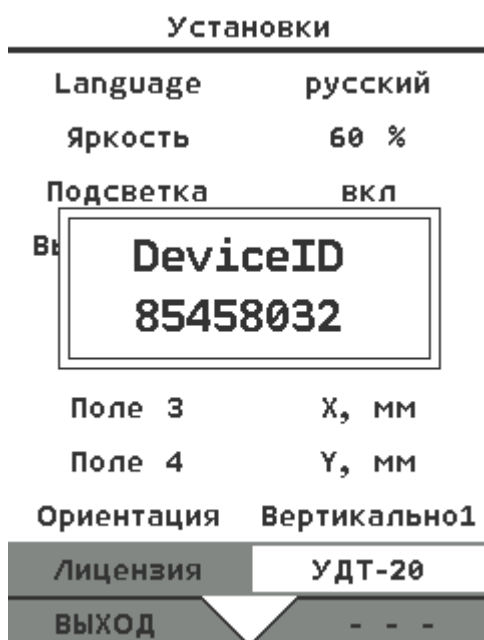 Установки
Language русский
Яркость 60 %
Подсветка вкл
DeviceID
85458032
Поле 3 X, мм
Поле 4 Y, мм
Ориентация Вертикально1
Лицензия УДТ-20
ВЫХОД - - -